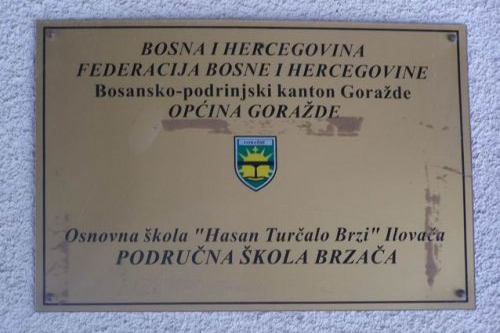 BOSNA I HERCEGOVINA
FEDERACIJA BOSNE I HERCEGOVINE
Bosansko-podrinjski kanton Goražde
OPĆINA GORAŽDE
GORAŽDE
Osnovna škola "Hasan Turčalo Brzi" Ilovača
PODRUČNA ŠKOLA BRZAČA